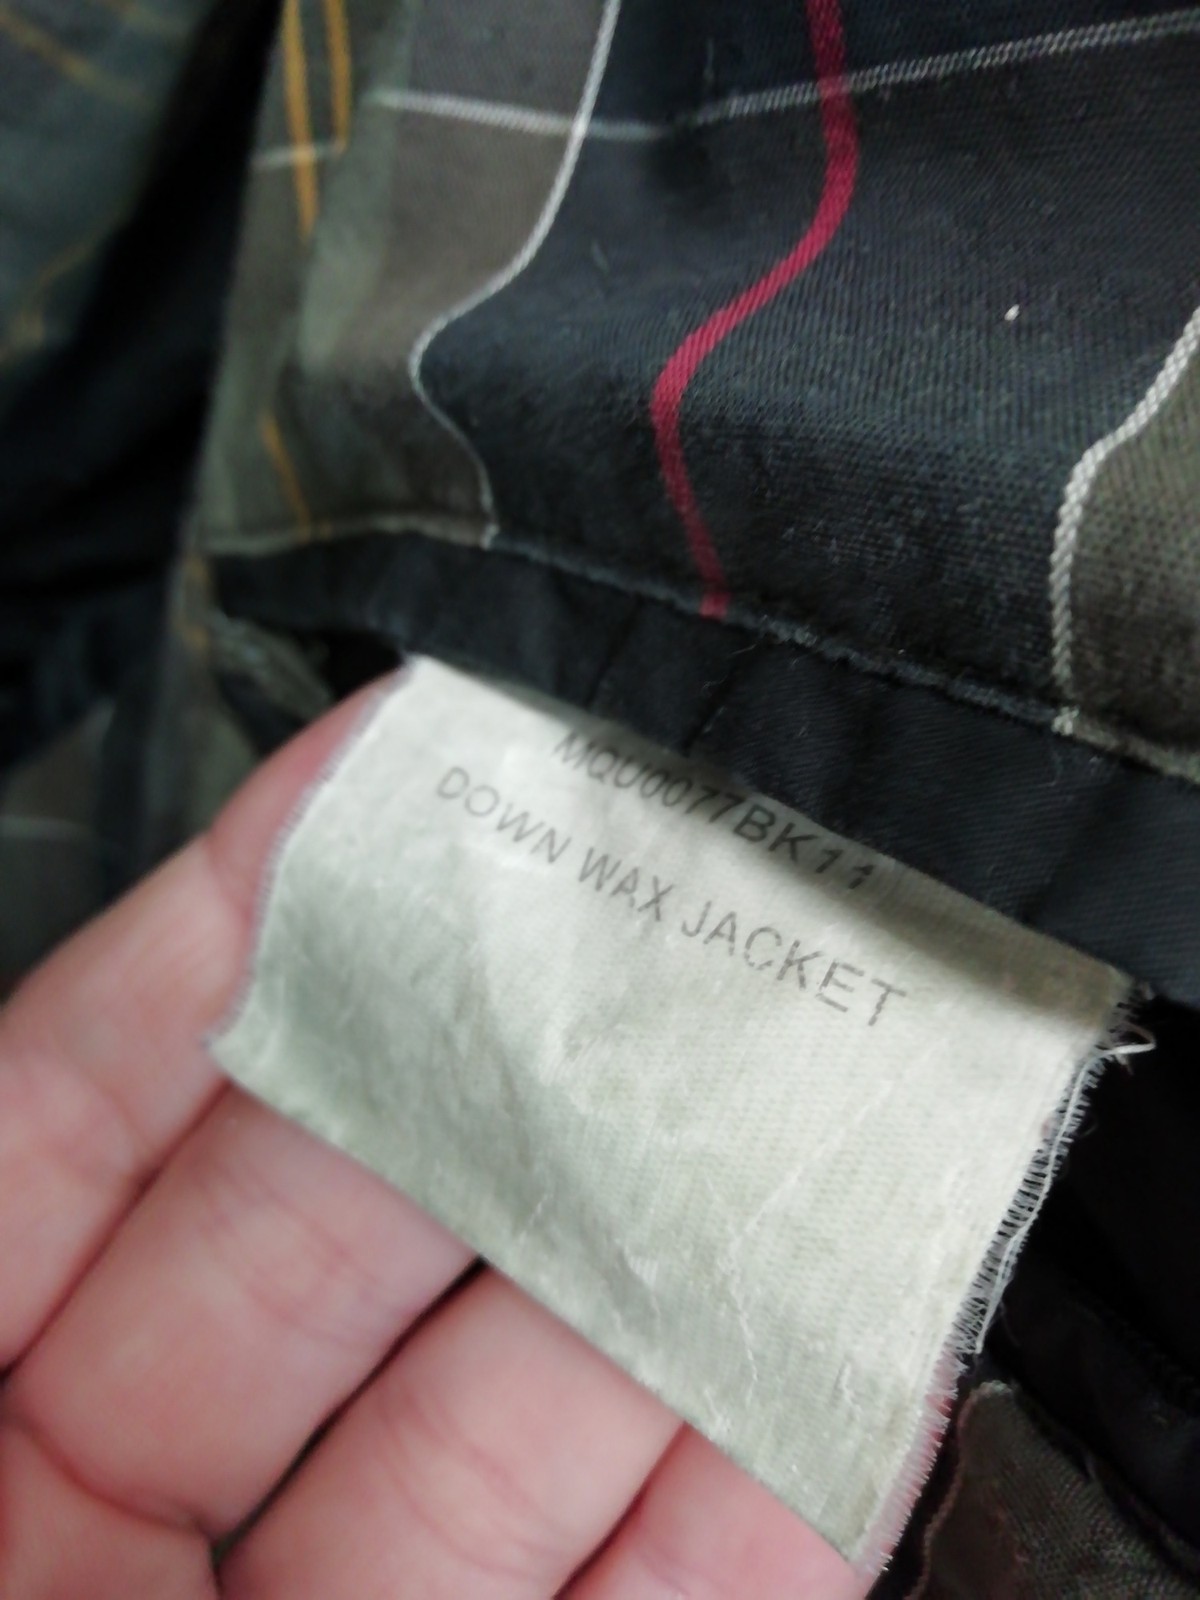 MQU0077BK11
DOWN WAX JACKET